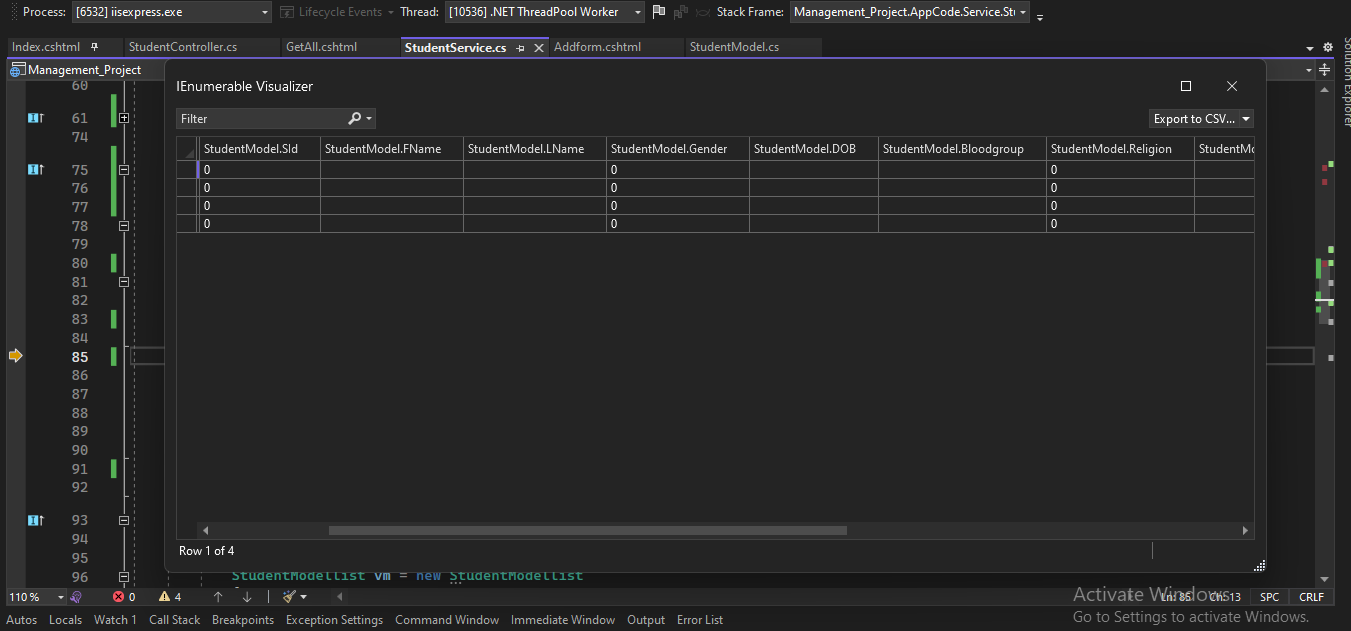 Process: [6532] iisexpress.exe Lifecycle Events Thread: [10536] .NET ThreadPool Worker Stack Frame: Management_Project.AppCode.Service.Stu
Index.cshtml StudentController.cs GetAll.cshtml StudentService.cs Addform.cshtml StudentModel.cs
Solution Explorer
Management_Project
IEnumerable Visualizer
Filter Export to CSV...
StudentModel.SId StudentModel.FName StudentModel.LName StudentModel.Gender StudentModel.DOB StudentModel.Bloodgroup StudentModel.Religion StudentMo
0 0 0
0 0 0
0 0 0
0 0 0
Row 1 of 4
60
61
74
75
76
77
78
79
80
81
82
83
84
85
86
87
88
89
90
91
92
93
94
95
96 StudentModellist vm = new StudentModellist
110 % 0 4 Ln: 85 Ch: 13 SPC CRLF
Activate Windows
Go to Settings to activate Windows.
Autos Locals Watch 1 Call Stack Breakpoints Exception Settings Command Window Immediate Window Output Error List